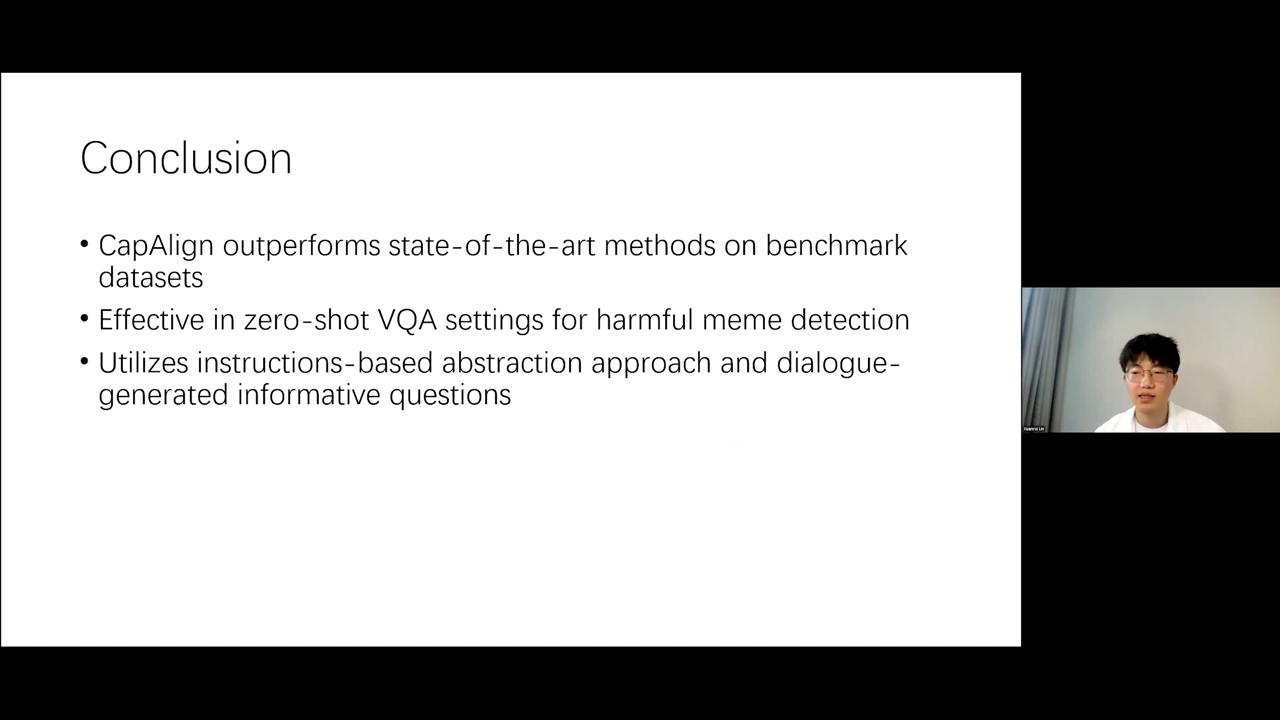 Conclusion
• CapAlign outperforms state-of-the-art methods on benchmark
datasets
• Effective in zero-shot VQA settings for harmful meme detection
• Utilizes instructions-based abstraction approach and dialogue-
generated informative questions